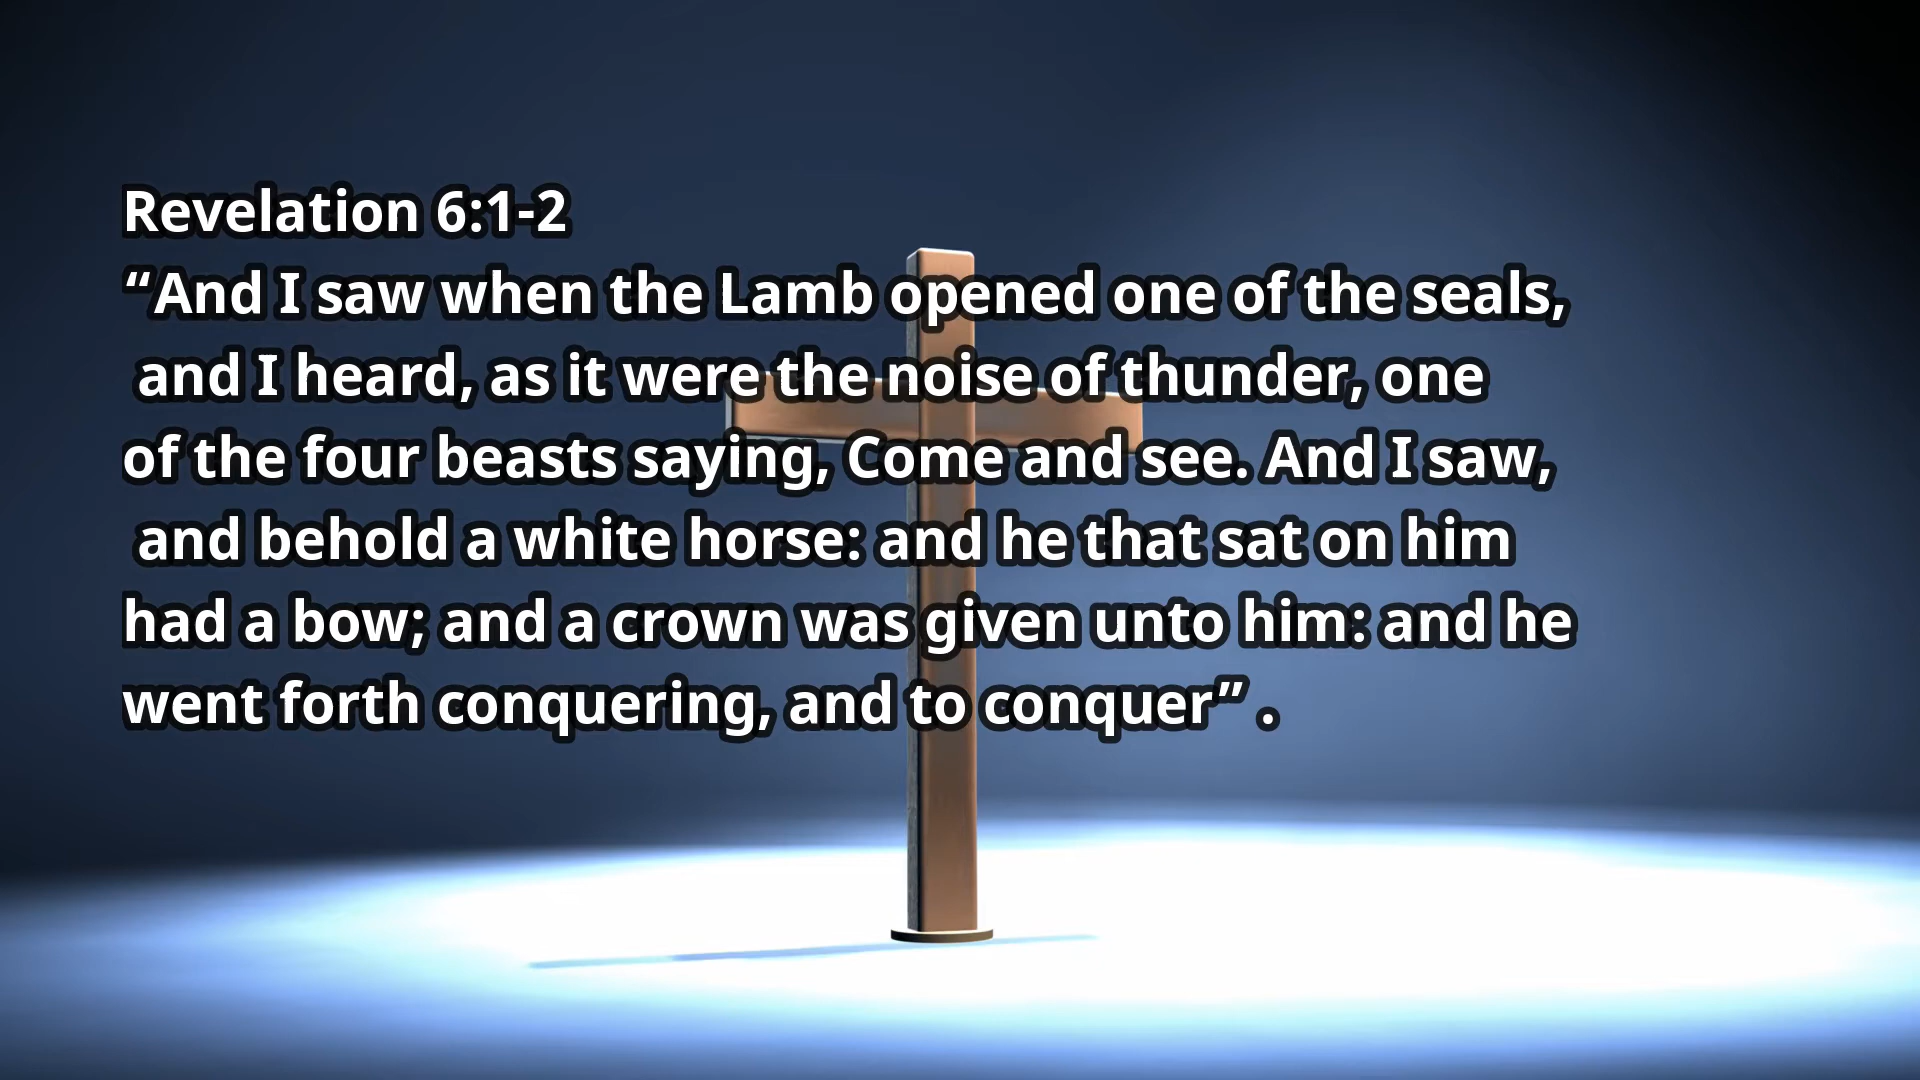 Revelation 6:1-2
“And I saw when the Lamb opened one of the seals,
and I heard, as it were the noise of thunder, one
of the four beasts saying, Come and see. And I saw,
and behold a white horse: and he that sat on him
had a bow; and a crown was given unto him: and he
went forth conquering, and to conquer” .